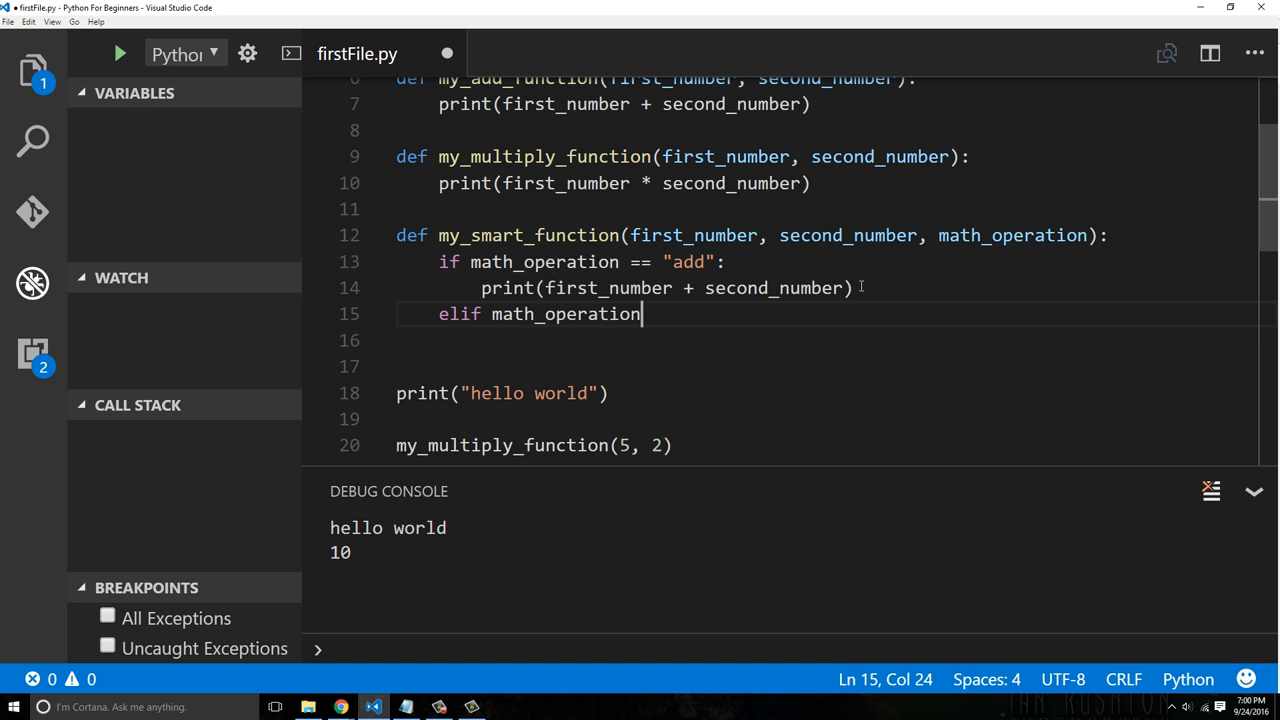 ● firstFile.py - Python For Beginners - Visual Studio Code
File Edit View Go Help
Python firstFile.py
1
VARIABLES
WATCH
2
CALL STACK
BREAKPOINTS
All Exceptions
Uncaught Exceptions
6 def my_add_function(first_number, second_number):
7 print(first_number + second_number)
8
9 def my_multiply_function(first_number, second_number):
10 print(first_number * second_number)
11
12 def my_smart_function(first_number, second_number, math_operation):
13 if math_operation == "add":
14 print(first_number + second_number)
15 elif math_operation
16
17
18 print("hello world")
19
20 my_multiply_function(5, 2)
DEBUG CONSOLE
hello world
10
0 0 Ln 15, Col 24 Spaces: 4 UTF-8 CRLF Python
I'm Cortana. Ask me anything.
7:00 PM
9/24/2016